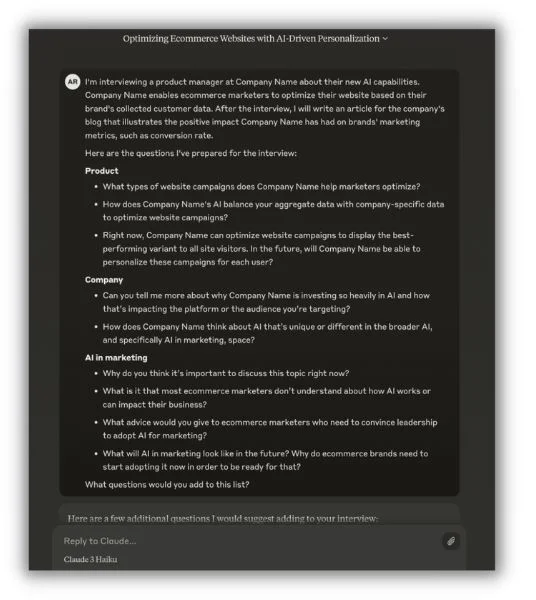 Optimizing Ecommerce Websites with AI-Driven Personalization
AR
I'm interviewing a product manager at Company Name about their new AI capabilities.
Company Name enables ecommerce marketers to optimize their website based on their
brand's collected customer data. After the interview, I will write an article for the company's
blog that illustrates the positive impact Company Name has had on brands' marketing
metrics, such as conversion rate.
Here are the questions I've prepared for the interview:
Product
• What types of website campaigns does Company Name help marketers optimize?
• How does Company Name's AI balance your aggregate data with company-specific data
to optimize website campaigns?
• Right now, Company Name can optimize website campaigns to display the best-
performing variant to all site visitors. In the future, will Company Name be able to
personalize these campaigns for each user?
Company
• Can you tell me more about why Company Name is investing so heavily in AI and how
that's impacting the platform or the audience you're targeting?
• How does Company Name think about AI that's unique or different in the broader AI,
and specifically AI in marketing, space?
AI in marketing
• Why do you think it's important to discuss this topic right now?
• What is it that most ecommerce marketers don't understand about how AI works or
can impact their business?
• What advice would you give to ecommerce marketers who need to convince leadership
to adopt AI for marketing?
• What will AI in marketing look like in the future? Why do ecommerce brands need to
start adopting it now in order to be ready for that?
What questions would you add to this list?
Here are a few additional questions I would suggest adding to your interview:
Reply to Claude...
Claude 3 Haiku